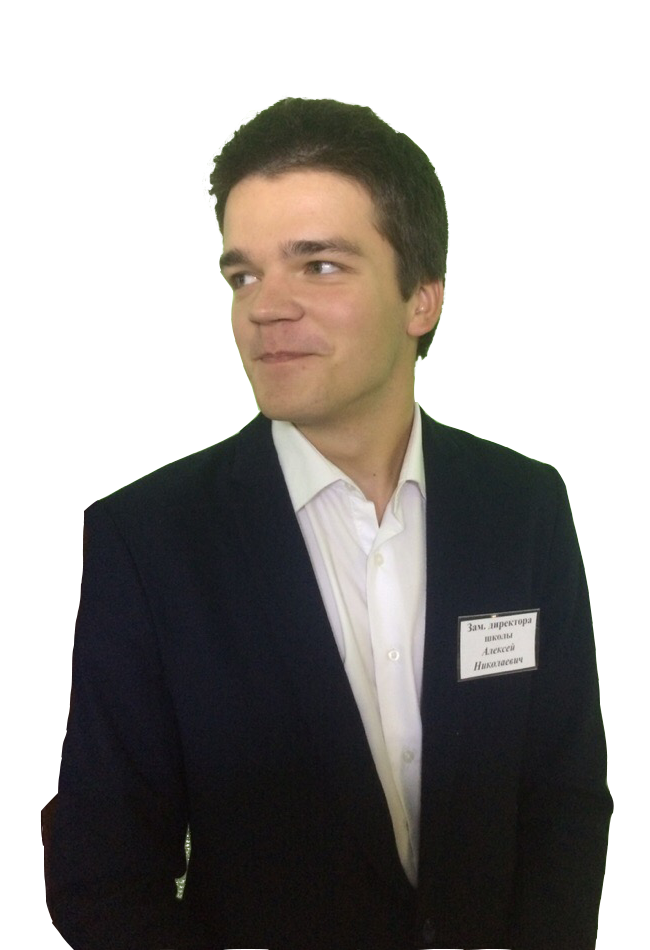 Зам. директора
школы
Алексей
Николаевич